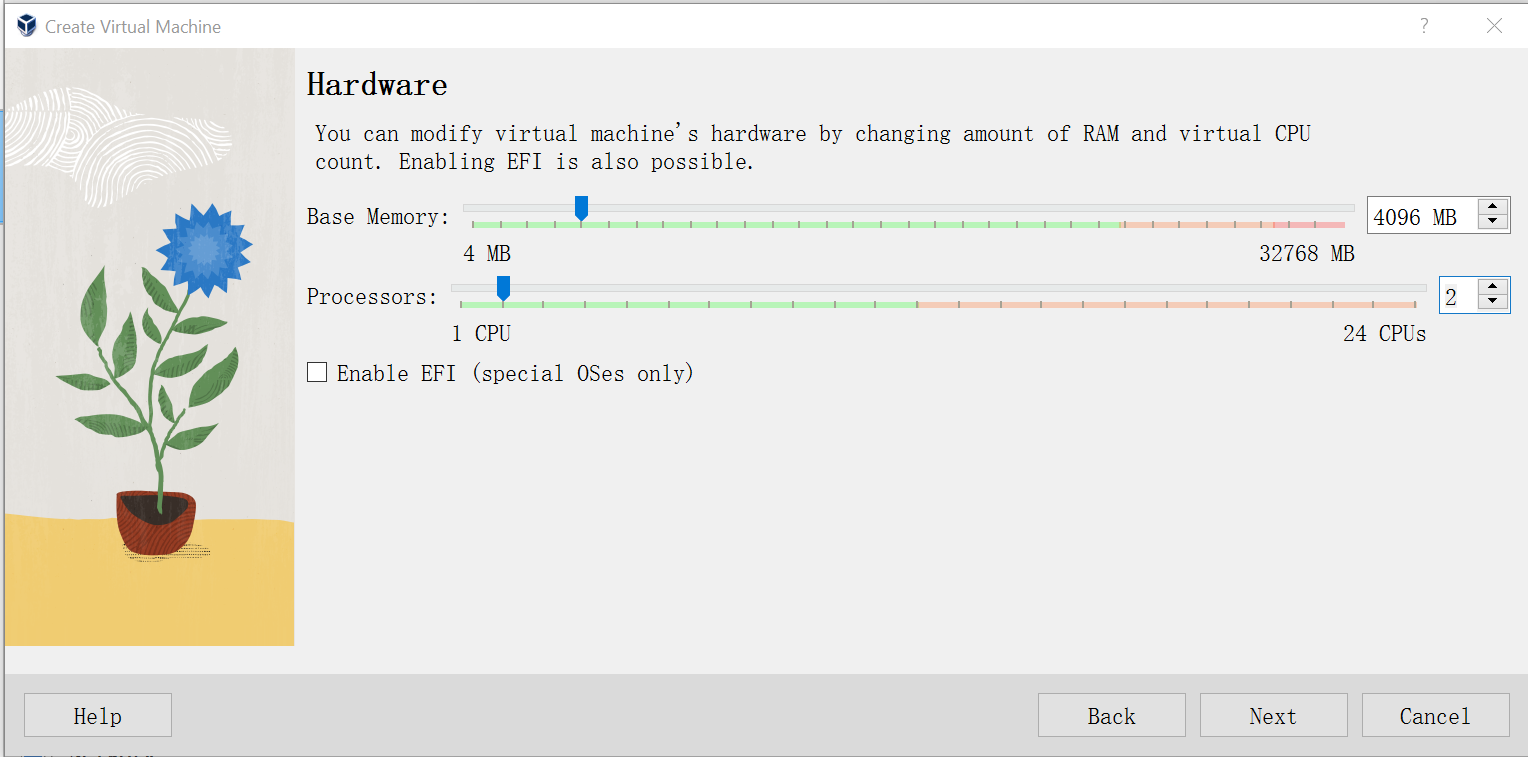 Create Virtual Machine
?
Hardware
You can modify virtual machine's hardware by changing amount of RAM and virtual CPU
count. Enabling EFI is also possible.
Base Memory:
4096 MB
4 MB
32768 MB
Processors:
2
1 CPU
24 CPUs
Enable EFI (special OSes only)
Help
Back
Next
Cancel